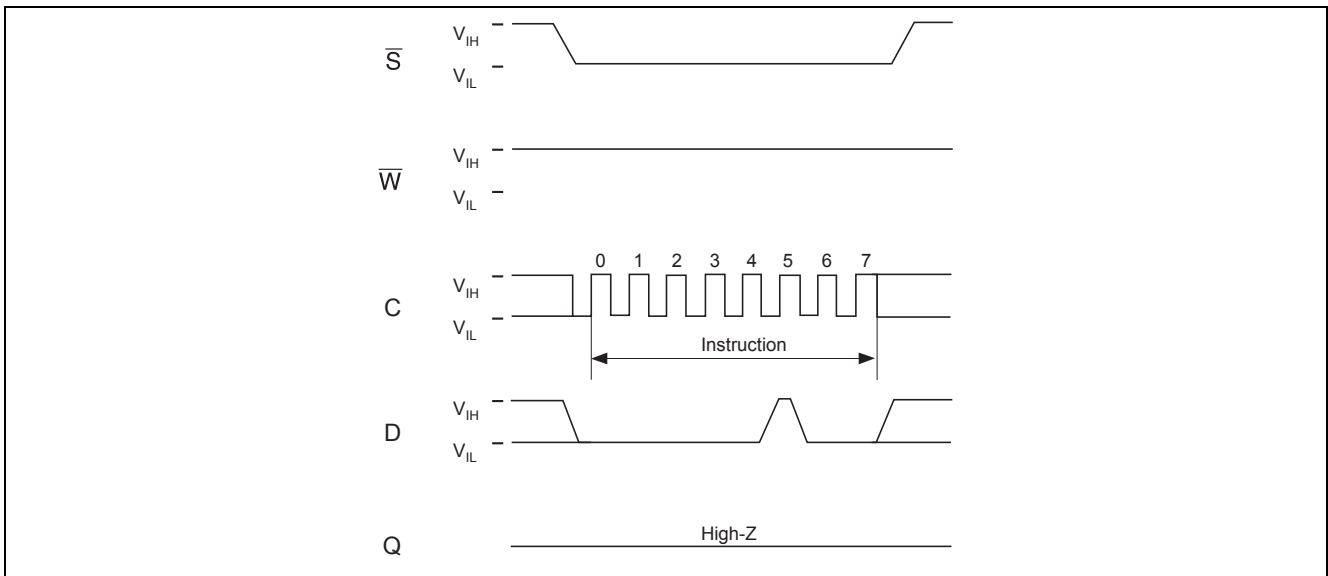 V_IH
S̅
V_IL
V_IH
W̅
V_IL
0 1 2 3 4 5 6 7
V_IH
C
V_IL
Instruction
V_IH
D
V_IL
High-Z
Q